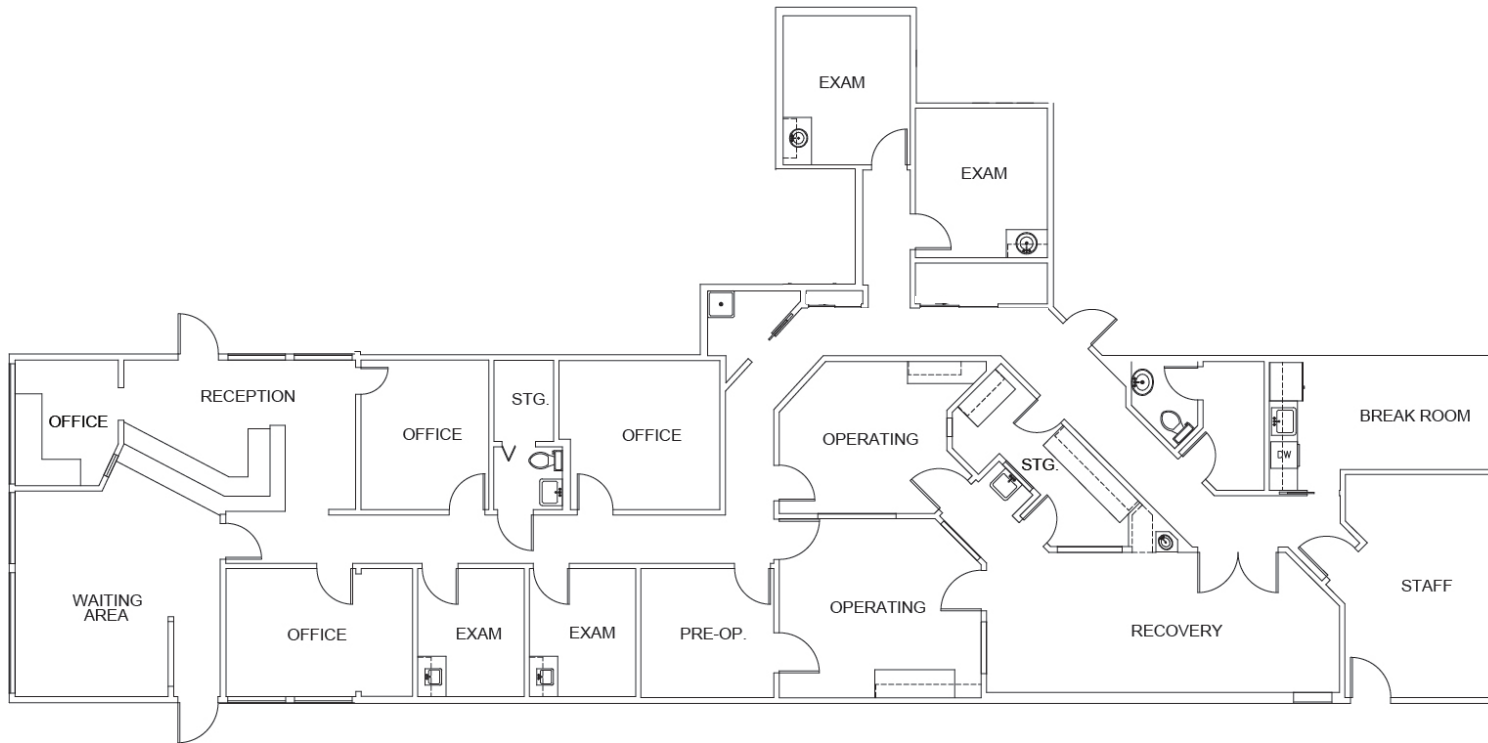 EXAM
EXAM
RECEPTION
OFFICE
STG.
OFFICE
OFFICE
OPERATING
STG.
DW
BREAK ROOM
WAITING
AREA
OFFICE
EXAM
EXAM
PRE-OP.
OPERATING
RECOVERY
STAFF